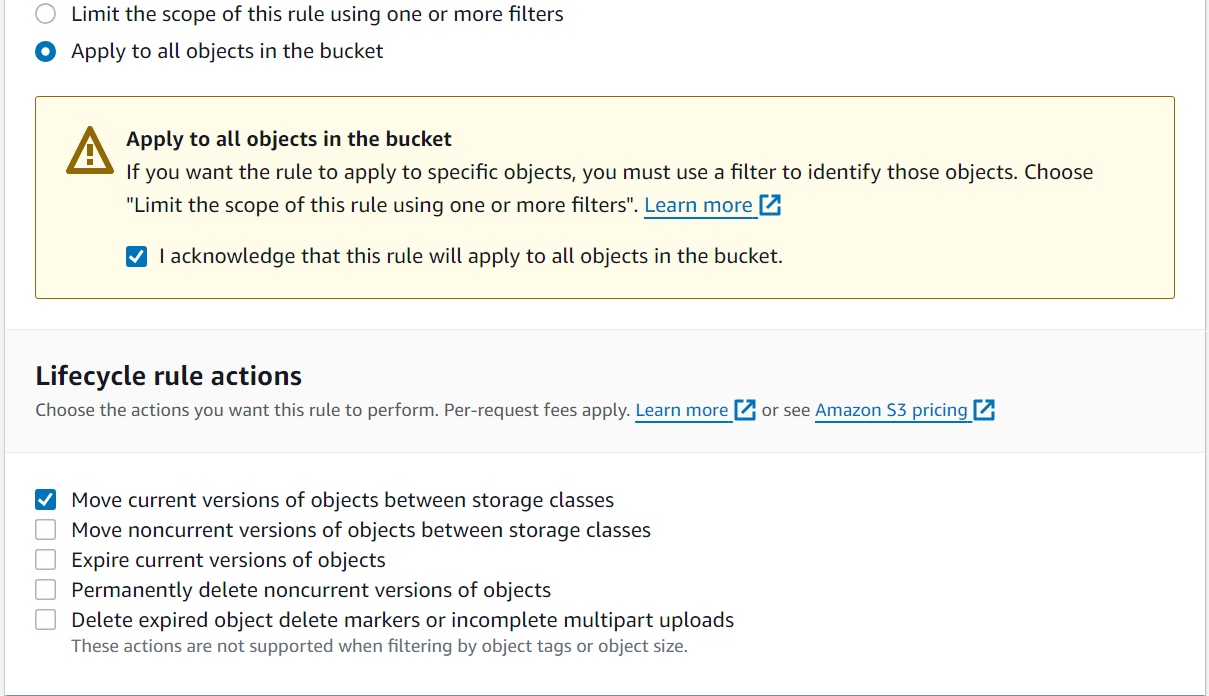 Limit the scope of this rule using one or more filters
Apply to all objects in the bucket
Apply to all objects in the bucket
If you want the rule to apply to specific objects, you must use a filter to identify those objects. Choose
"Limit the scope of this rule using one or more filters". Learn more
I acknowledge that this rule will apply to all objects in the bucket.
Lifecycle rule actions
Choose the actions you want this rule to perform. Per-request fees apply. Learn more or see Amazon S3 pricing
Move current versions of objects between storage classes
Move noncurrent versions of objects between storage classes
Expire current versions of objects
Permanently delete noncurrent versions of objects
Delete expired object delete markers or incomplete multipart uploads
These actions are not supported when filtering by object tags or object size.